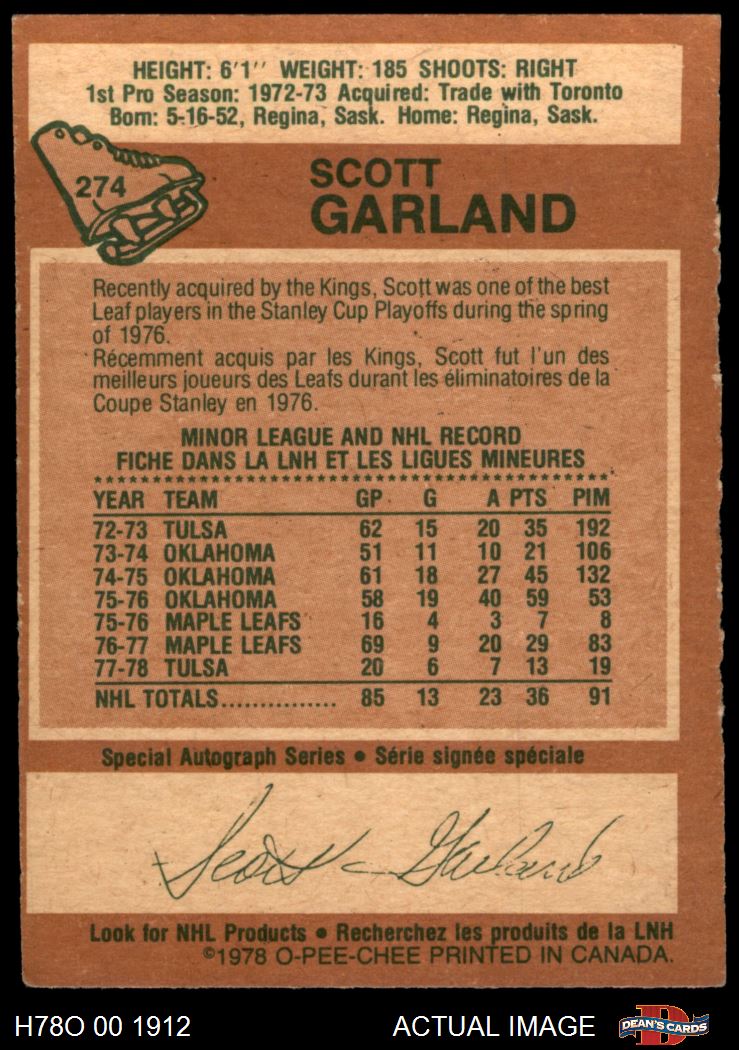 HEIGHT: 6'1'' WEIGHT: 185 SHOOTS: RIGHT
1st Pro Season: 1972-73 Acquired: Trade with Toronto
Born: 5-16-52, Regina, Sask. Home: Regina, Sask.
274
SCOTT
GARLAND
Recently acquired by the Kings, Scott was one of the best
Leaf players in the Stanley Cup Playoffs during the spring
of 1976.
Récemment acquis par les Kings, Scott fut l'un des
meilleurs joueurs des Leafs durant les éliminatoires de la
Coupe Stanley en 1976.
MINOR LEAGUE AND NHL RECORD
FICHE DANS LA LNH ET LES LIGUES MINEURES
YEAR TEAM GP G A PTS PIM
72-73 TULSA 62 15 20 35 192
73-74 OKLAHOMA 51 11 10 21 106
74-75 OKLAHOMA 61 18 27 45 132
75-76 OKLAHOMA 58 19 40 59 53
75-76 MAPLE LEAFS 16 4 3 7 8
76-77 MAPLE LEAFS 69 9 20 29 83
77-78 TULSA 20 6 7 13 19
NHL TOTALS............... 85 13 23 36 91
Special Autograph Series • Série signée spéciale
Scott Garland
Look for NHL Products • Recherchez les produits de la LNH
©1978 O-PEE-CHEE PRINTED IN CANADA.
H78O 00 1912 ACTUAL IMAGE D DEAN'S CARDS